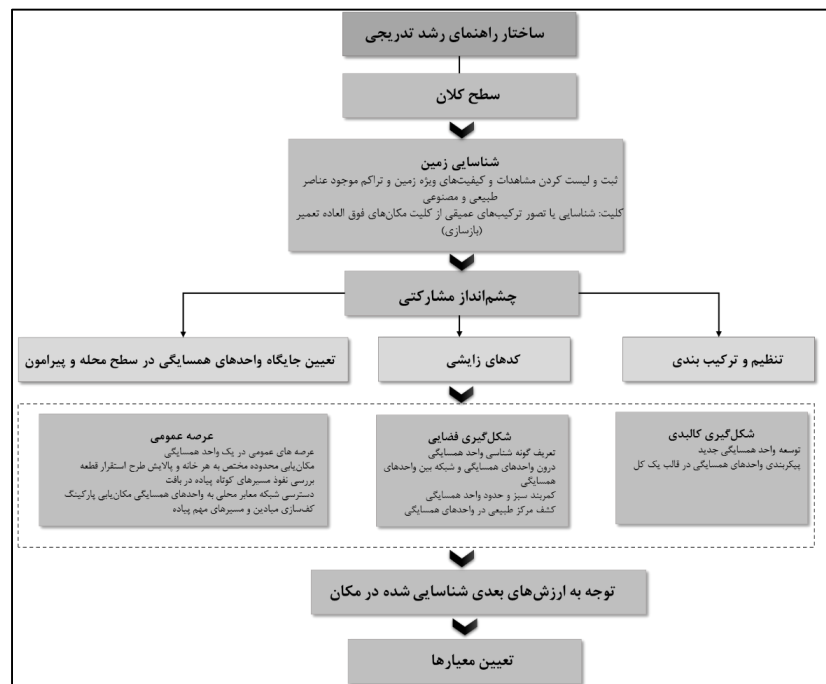 ساختار راهنمای رشد تدریجی
سطح کلان
شناسایی زمین
ثبت و لیست کردن مشاهدات و کیفیت‌های ویژه زمین و تراکم موجود عناصر
طبیعی و مصنوعی
کلیت: شناسایی یا تصور ترکیب‌های عمیقی از کلیت مکان‌های فوق العاده تعمیر
(بازسازی)
چشم‌انداز مشارکتی
تنظیم و ترکیب بندی
کدهای زایشی
تعیین جایگاه واحدهای همسایگی در سطح محله و پیرامون
شکل‌گیری کالبدی
توسعه واحد همسایگی جدید
پیکربندی واحدهای همسایگی در قالب یک کل
شکل‌گیری فضایی
تعریف گونه شناسی واحد همسایگی
درون واحدهای همسایگی و شبکه بین واحدهای
همسایگی
کمربند سبز و حدود واحد همسایگی
کشف مرکز طبیعی در واحدهای همسایگی
عرصه عمومی
عرصه های عمومی در یک واحد همسایگی
مکان‌یابی محدوده مختص به هر خانه و پالایش طرح استقرار قطعه
بررسی نفوذ مسیرهای کوتاه پیاده در بافت
دسترسی شبکه معابر محلی به واحدهای همسایگی مکان‌یابی پارکینگ
کف‌سازی میادین و مسیرهای مهم پیاده
توجه به ارزش‌های بعدی شناسایی شده در مکان
تعیین معیارها